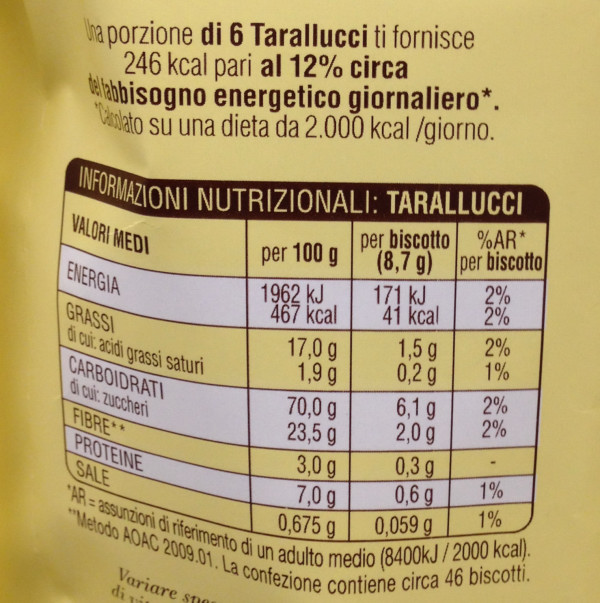 Una porzione di 6 Tarallucci ti fornisce
246 kcal pari al 12% circa
del fabbisogno energetico giornaliero*.
*Calcolato su una dieta da 2.000 kcal /giorno.
INFORMAZIONI NUTRIZIONALI: TARALLUCCI
VALORI MEDI per 100 g per biscotto (8,7 g) %AR* per biscotto
ENERGIA 1962 kJ 171 kJ 2%
467 kcal 41 kcal 2%
GRASSI 17,0 g 1,5 g 2%
di cui: acidi grassi saturi 1,9 g 0,2 g 1%
CARBOIDRATI 70,0 g 6,1 g 2%
di cui: zuccheri 23,5 g 2,0 g 2%
FIBRE** 3,0 g 0,3 g -
PROTEINE 7,0 g 0,6 g 1%
SALE 0,675 g 0,059 g 1%
*AR = assunzioni di riferimento di un adulto medio (8400kJ / 2000 kcal).
**Metodo AOAC 2009.01. La confezione contiene circa 46 biscotti.
Variare
di